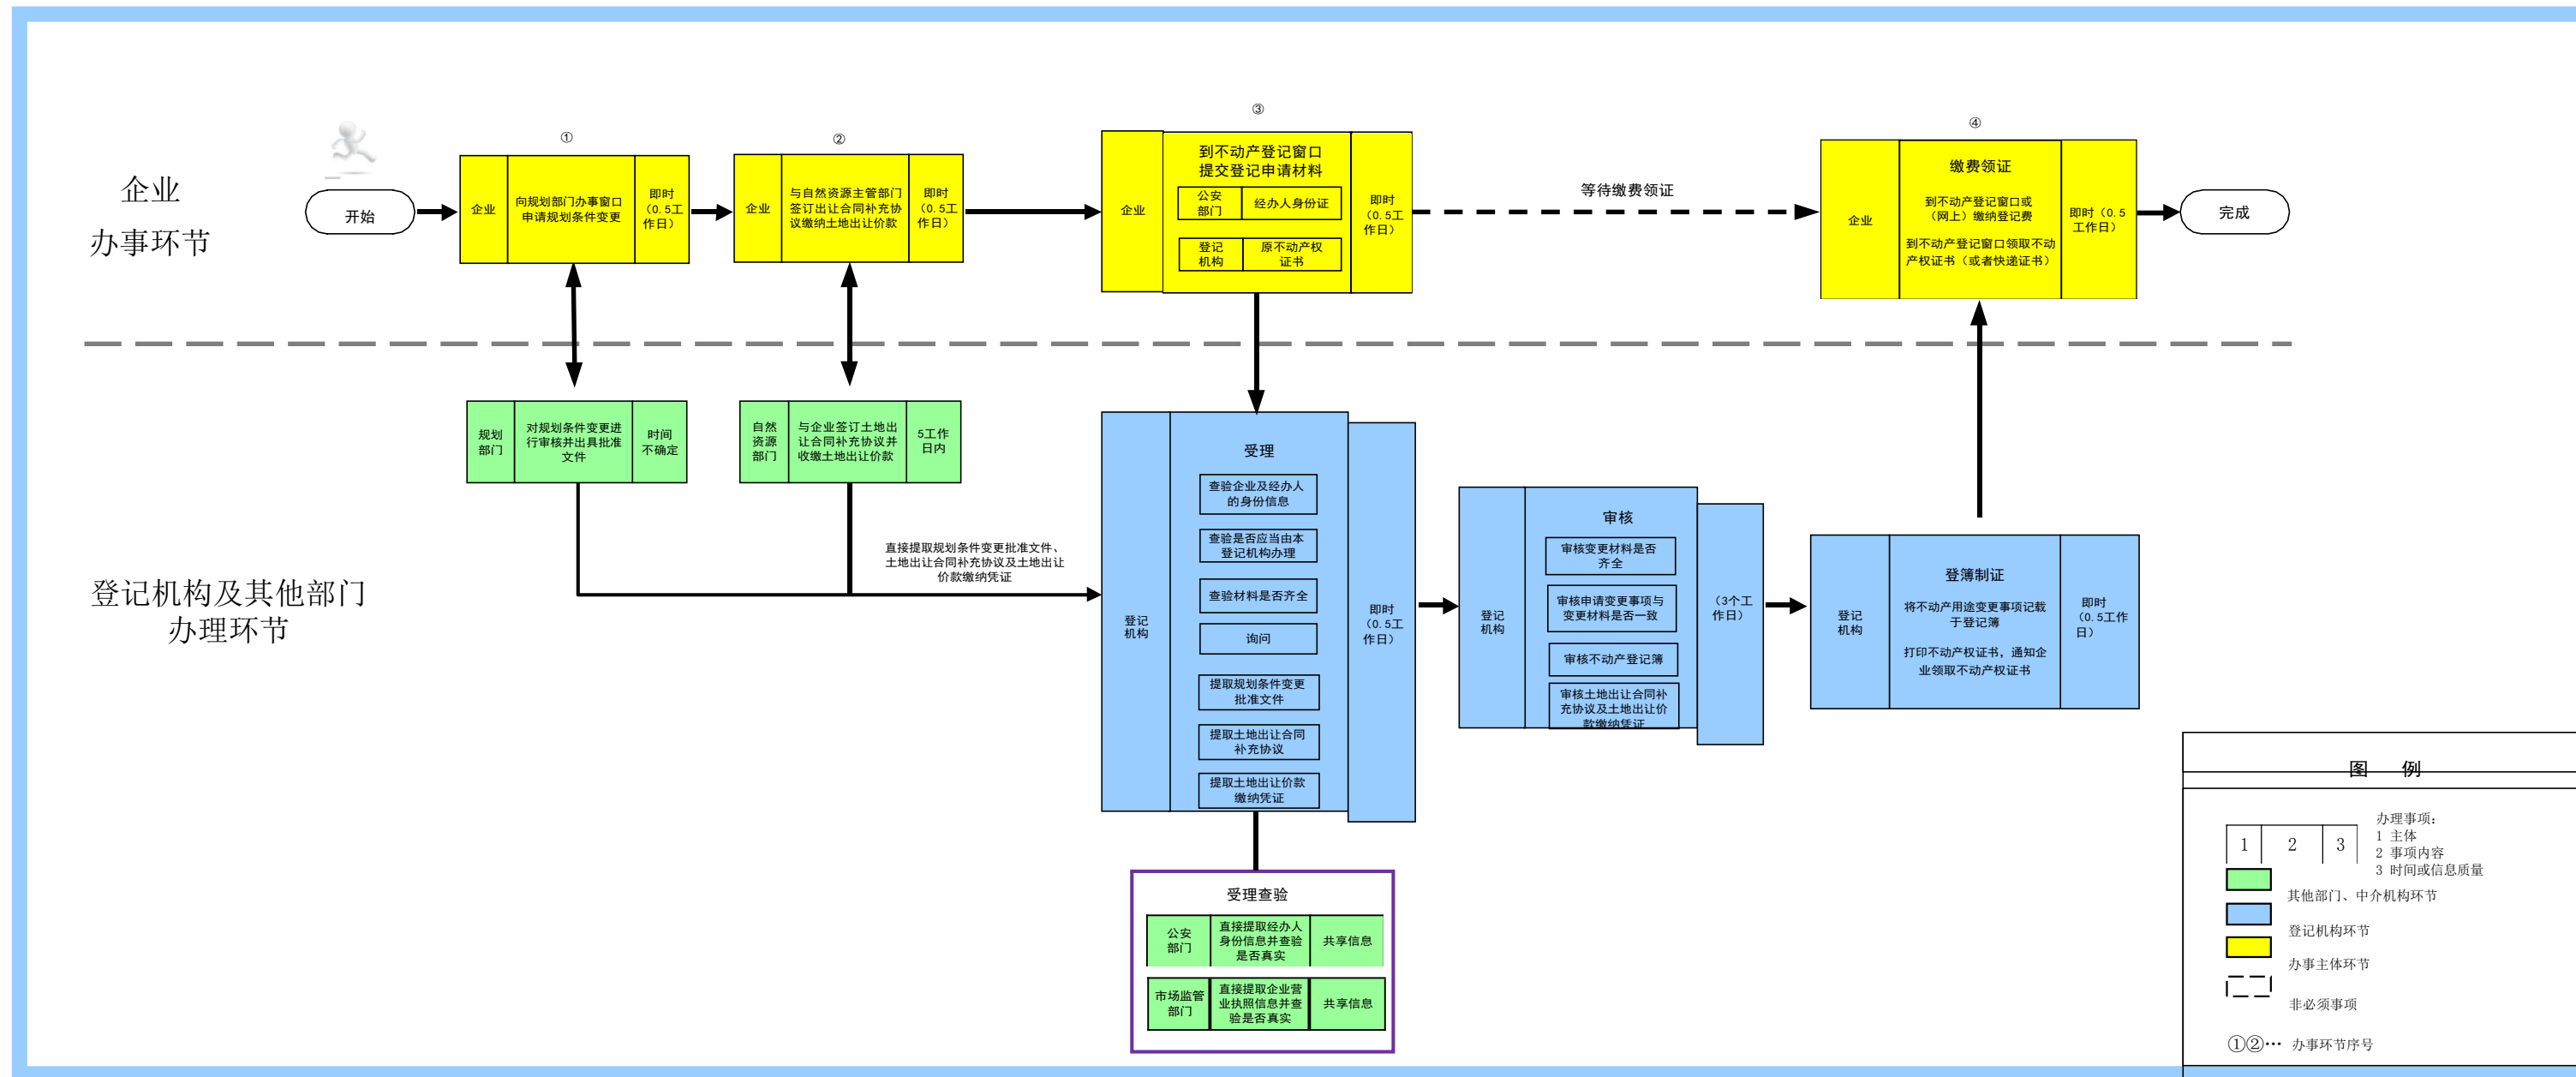 企业
办事环节
开始
①
企业
向规划部门办事窗口
申请规划条件变更
即时
（0.5工
作日）
②
企业
与自然资源主管部门
签订出让合同补充协
议缴纳土地出让价款
即时
（0.5工
作日）
③
企业
到不动产登记窗口
提交登记申请材料
公安
部门
经办人身份证
登记
机构
原不动产权
证书
即时
（0.5工
作日）
等待缴费领证
④
企业
缴费领证
到不动产登记窗口或
（网上）缴纳登记费
到不动产登记窗口领取不动
产权证书（或者快递证书）
即时（0.5
工作日）
完成
登记机构及其他部门
办理环节
规划
部门
对规划条件变更进
行审核并出具批准
文件
时间
不确定
自然
资源
部门
与企业签订土地出
让合同补充协议并
收缴土地出让价款
5工作
日内
直接提取规划条件变更批准文件、
土地出让合同补充协议及土地出让
价款缴纳凭证
登记
机构
受理
查验企业及经办人
的身份信息
查验是否应当由本
登记机构办理
查验材料是否齐全
询问
提取规划条件变更
批准文件
提取土地出让合同
补充协议
提取土地出让价款
缴纳凭证
即时
（0.5工
作日）
登记
机构
审核
审核变更材料是否
齐全
审核申请变更事项与
变更材料是否一致
审核不动产登记簿
审核土地出让合同补
充协议及土地出让价
款缴纳凭证
（3个工
作日）
登记
机构
登簿制证
将不动产用途变更事项记载
于登记簿
打印不动产权证书，通知企
业领取不动产权证书
即时
（0.5工作
日）
受理查验
公安
部门
直接提取经办人
身份信息并查验
是否真实
共享信息
市场监管
部门
直接提取企业营
业执照信息并查
验是否真实
共享信息
图 例
1 2 3
办理事项：
1 主体
2 事项内容
3 时间或信息质量
其他部门、中介机构环节
登记机构环节
办事主体环节
非必须事项
①②… 办事环节序号